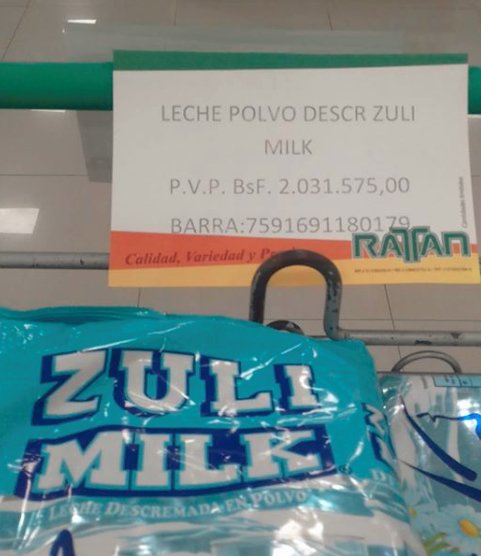 LECHE POLVO DESCR ZULI
MILK
P.V.P. BsF. 2.031.575,00
BARRA:7591691180179
Calidad, Variedad y
RATTAN
ZULI
MILK
LECHE DESCREMADA EN POLVO